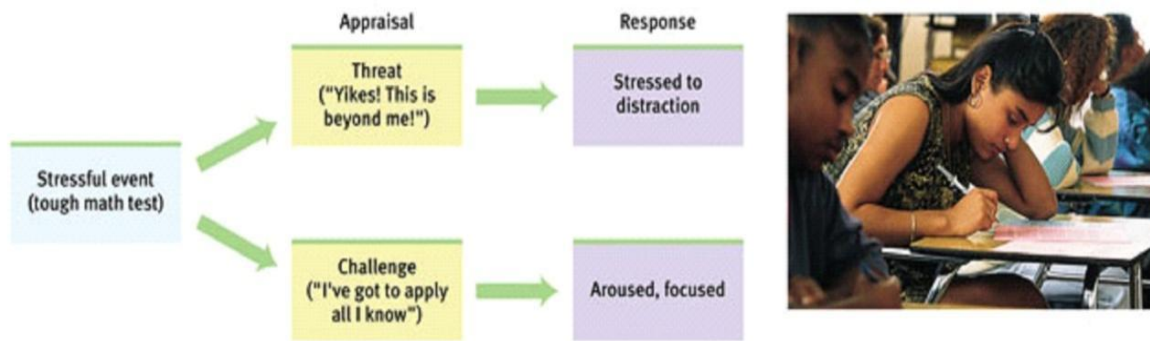 Appraisal
Response
Threat
("Yikes! This is
beyond me!")
Stressed to
distraction
Stressful event
(tough math test)
Challenge
("I've got to apply
all I know")
Aroused, focused